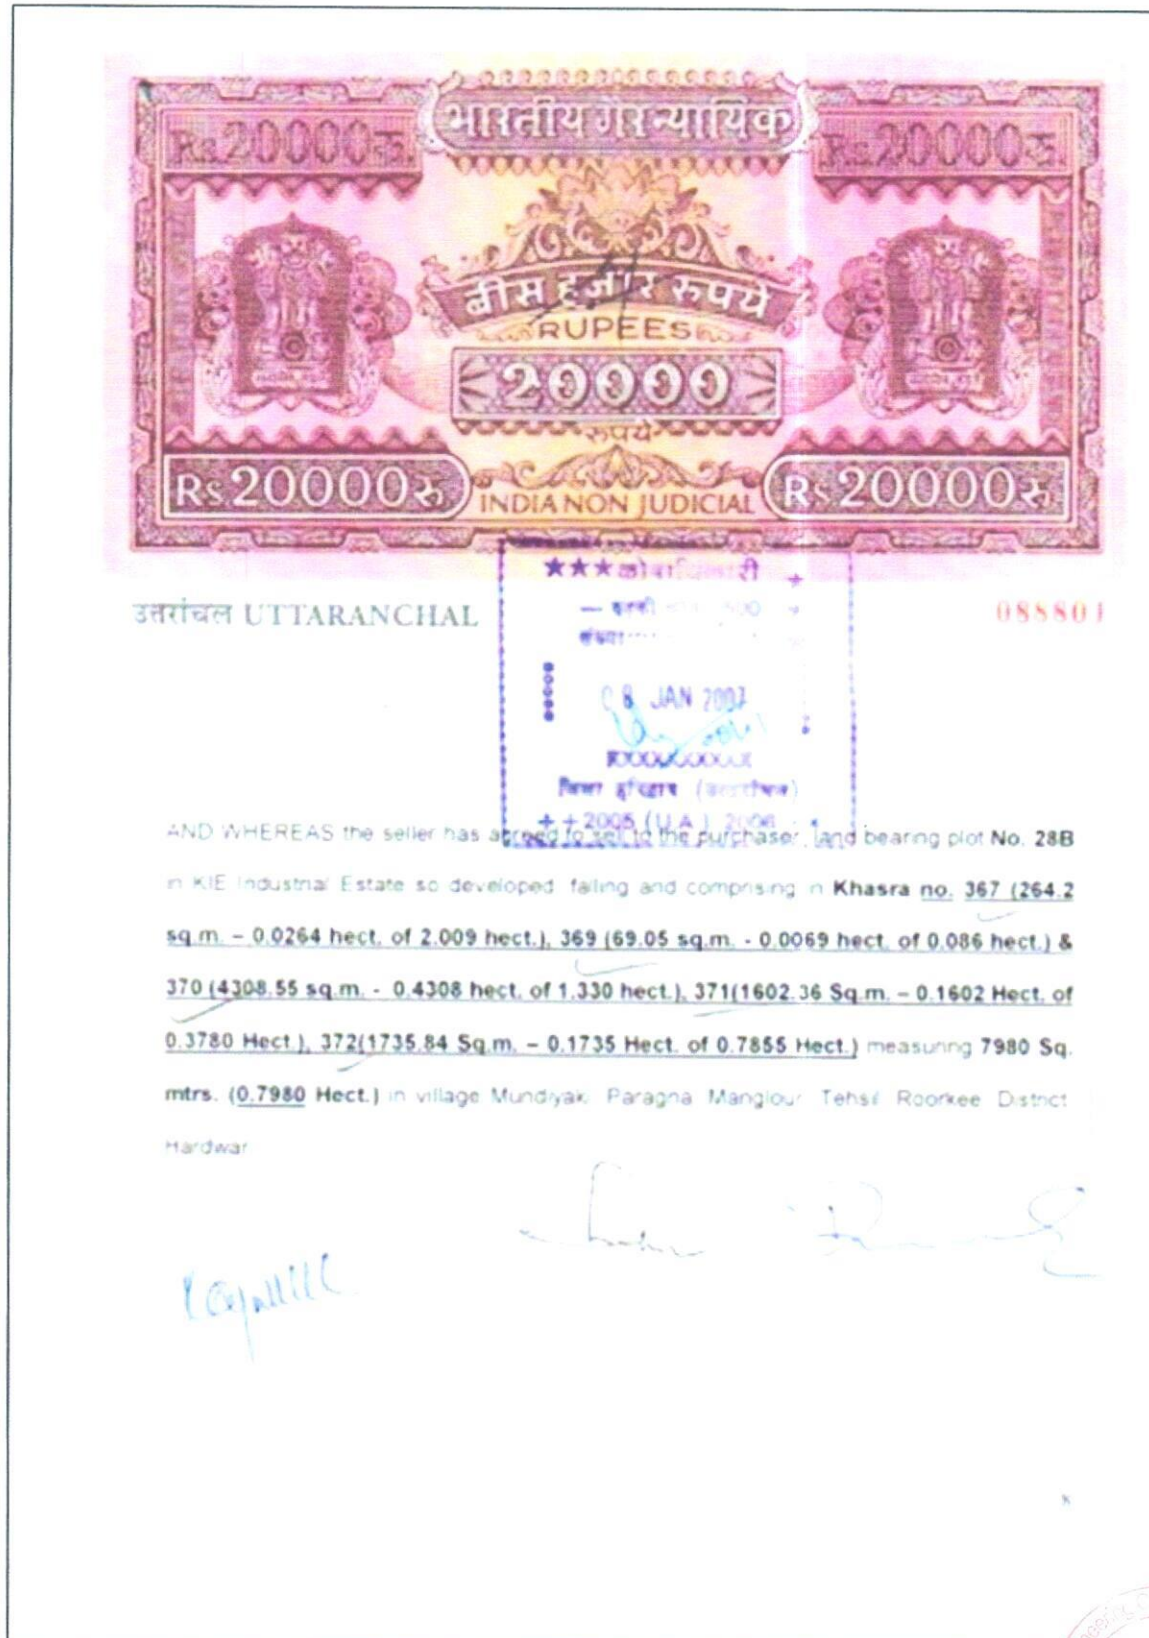 भारतीय गैर न्यायिक
Rs.20000रु. Rs.20000रु.
बीस हजार रुपये
RUPEES
20000
रुपये
Rs 20000रु INDIA NON JUDICIAL Rs 20000रु
उत्तरांचल UTTARANCHAL
08 JAN 2007
XXXXXXXXXX
+ + 2005 (U.A.) 2006
AND WHEREAS the seller has agreed to sell to the purchaser, land bearing plot No. 28B
in KIE Industrial Estate so developed falling and comprising in Khasra no. 367 (264.2
sq.m. – 0.0264 hect. of 2.009 hect.), 369 (69.05 sq.m. - 0.0069 hect. of 0.086 hect.) &
370 (4308.55 sq.m. - 0.4308 hect. of 1.330 hect.), 371(1602.36 Sq.m. – 0.1602 Hect. of
0.3780 Hect.), 372(1735.84 Sq.m. – 0.1735 Hect. of 0.7855 Hect.) measuring 7980 Sq.
mtrs. (0.7980 Hect.) in village Mundiyaki Paragna Manglour Tehsil Roorkee District
Hardwar